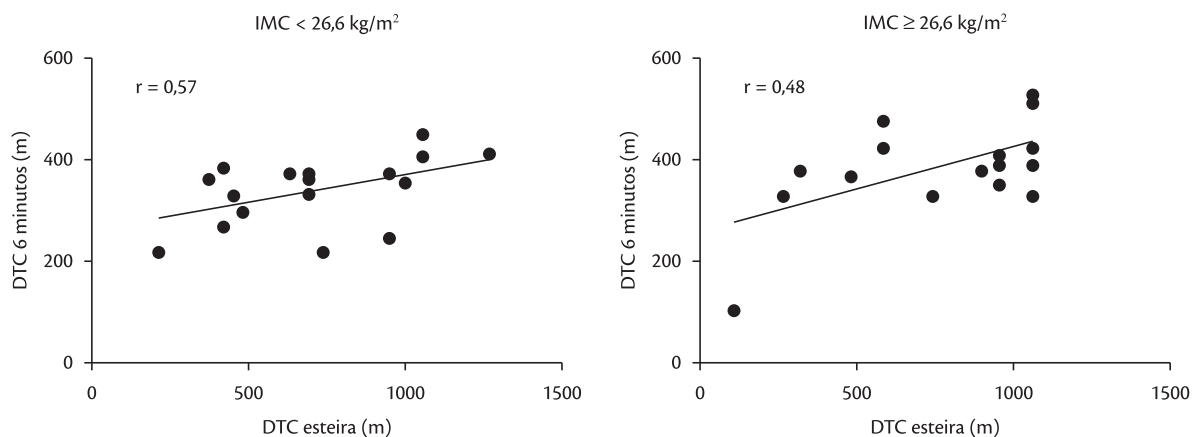 IMC < 26,6 kg/m²
r = 0,57
DTC 6 minutos (m)
600
400
200
0
0 500 1000 1500
DTC esteira (m)
IMC ≥ 26,6 kg/m²
r = 0,48
DTC 6 minutos (m)
600
400
200
0
0 500 1000 1500
DTC esteira (m)